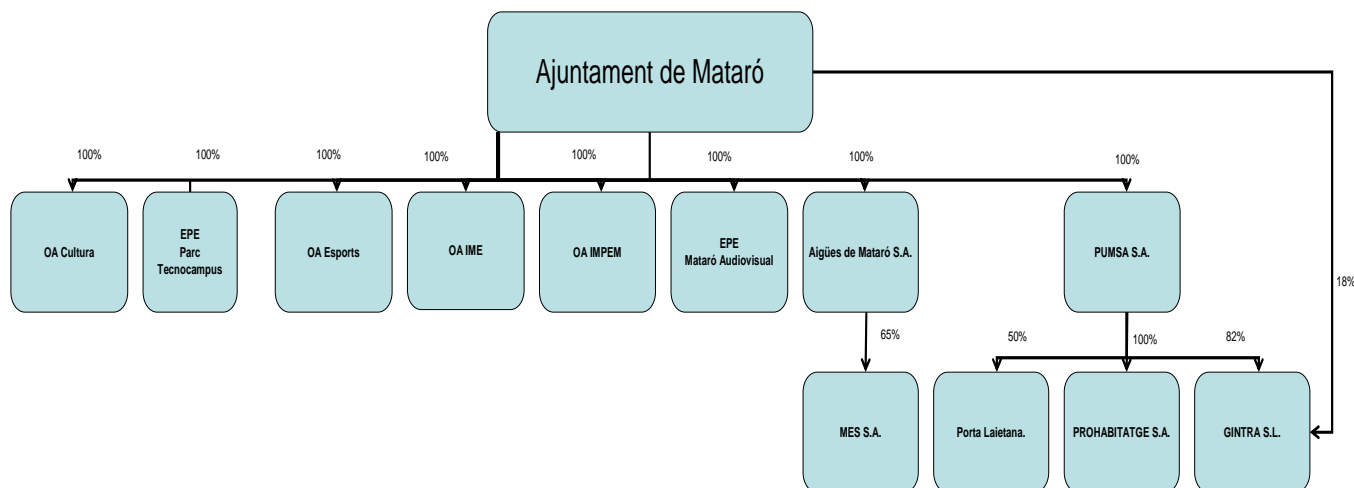 Ajuntament de Mataró
100%
100%
100%
100%
100%
100%
100%
100%
OA Cultura
EPE
Parc
Tecnocampus
OA Esports
OA IME
OA IMPEM
EPE
Mataró Audiovisual
Aigües de Mataró S.A.
PUMSA S.A.
18%
65%
50%
100%
82%
MES S.A.
Porta Laietana.
PROHABITATGE S.A.
GINTRA S.L.